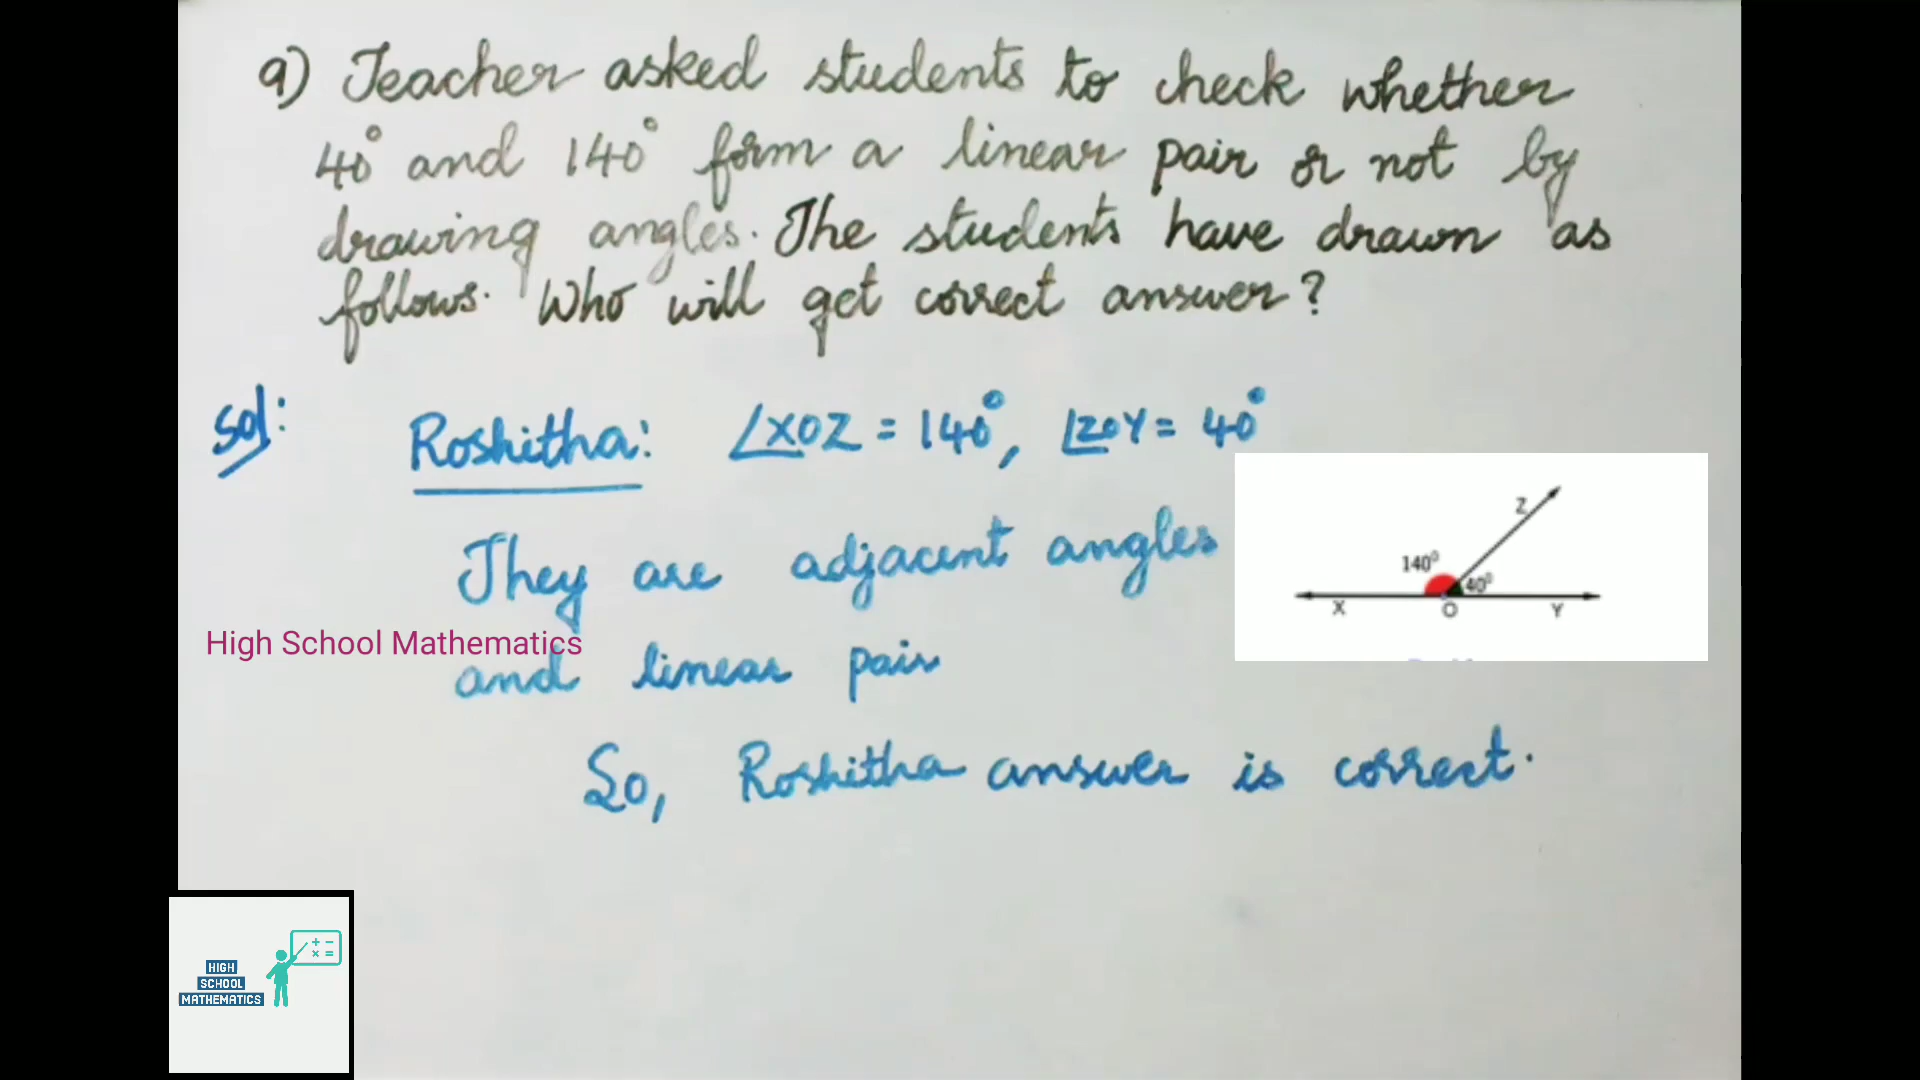 9) Teacher asked students to check whether
40° and 140° form a linear pair or not by
drawing angles. The students have drawn as
follows. Who will get correct answer?
Sol:
Roshitha: ∠XOZ = 140°, ∠ZOY = 40°
They are adjacent angles
and linear pair
So, Roshitha answer is correct.
Z
140° 40°
X O Y
High School Mathematics
HIGH
SCHOOL
MATHEMATICS
+ −
× =